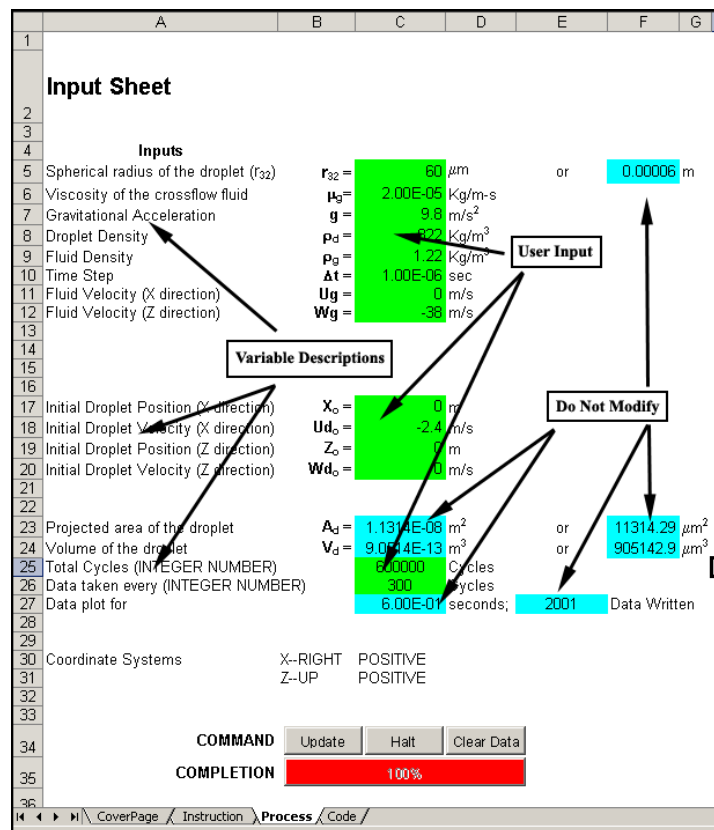 A B C D E F G
1
Input Sheet
2
3
4 Inputs
5 Spherical radius of the droplet (r32) r32 = 60 μm or 0.00006 m
6 Viscosity of the crossflow fluid μg= 2.00E-05 Kg/m-s
7 Gravitational Acceleration g = 9.8 m/s²
8 Droplet Density ρd = Kg/m³
9 Fluid Density ρg = 1.22 Kg/m³
User Input
10 Time Step Δt = 1.00E-06 sec
11 Fluid Velocity (X direction) Ug = 0 m/s
12 Fluid Velocity (Z direction) Wg = -38 m/s
13
14
Variable Descriptions
15
16
17 Initial Droplet Position (X direction) Xo = 0 m
Do Not Modify
18 Initial Droplet Velocity (X direction) Udo = -2.4 m/s
19 Initial Droplet Position (Z direction) Zo = 0 m
20 Initial Droplet Velocity (Z direction) Wdo = 0 m/s
21
22
23 Projected area of the droplet Ad = 1.1314E-08 m² or 11314.29 μm²
24 Volume of the droplet Vd = m³ or 905142.9 μm³
25 Total Cycles (INTEGER NUMBER) 600000 Cycles
26 Data taken every (INTEGER NUMBER) 300 Cycles
27 Data plot for 6.00E-01 seconds; 2001 Data Written
28
29
30 Coordinate Systems X--RIGHT POSITIVE
31 Z--UP POSITIVE
32
33
34 COMMAND Update Halt Clear Data
35 COMPLETION 100%
36
CoverPage Instruction Process Code